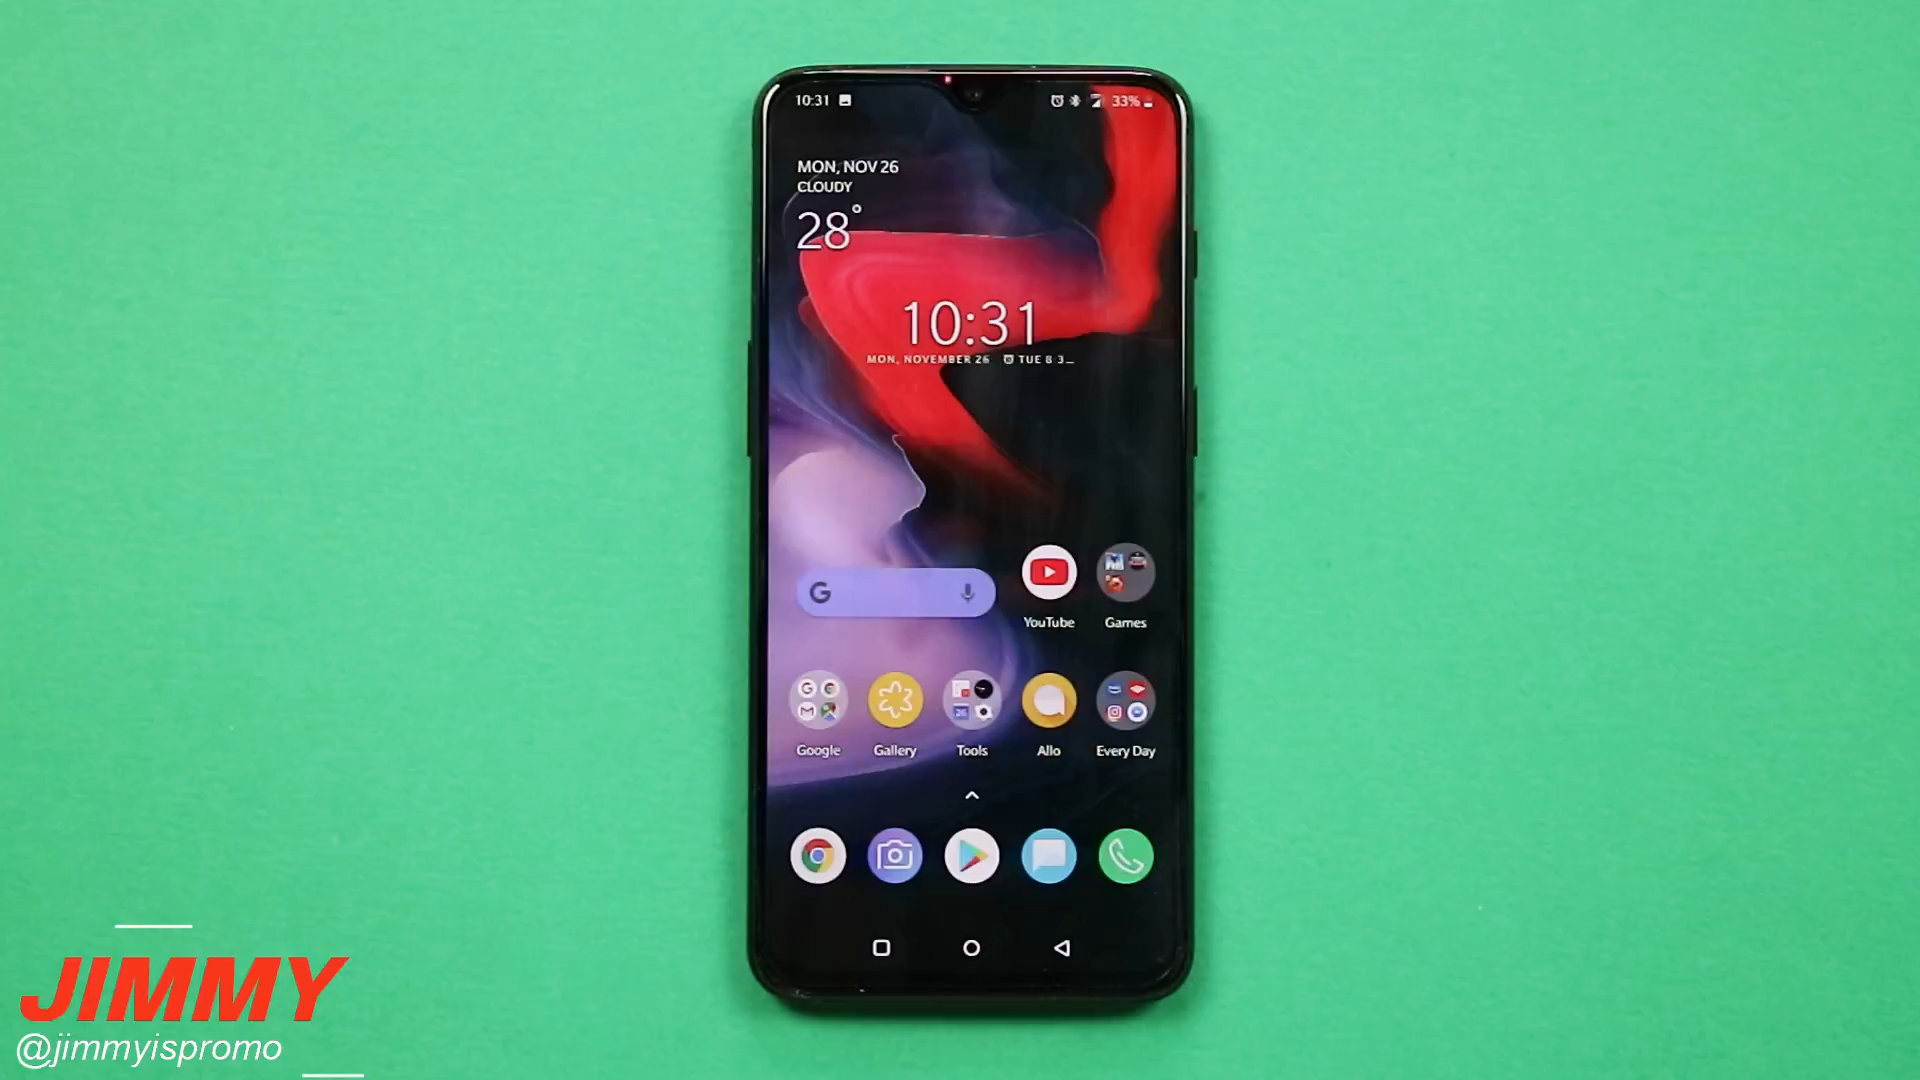 10:31
33%
MON, NOV 26
CLOUDY
28°
10:31
MON, NOVEMBER 26 TUE 8 3...
G
YouTube
Games
Google
Gallery
Tools
Allo
Every Day
JIMMY
@jimmyispromo